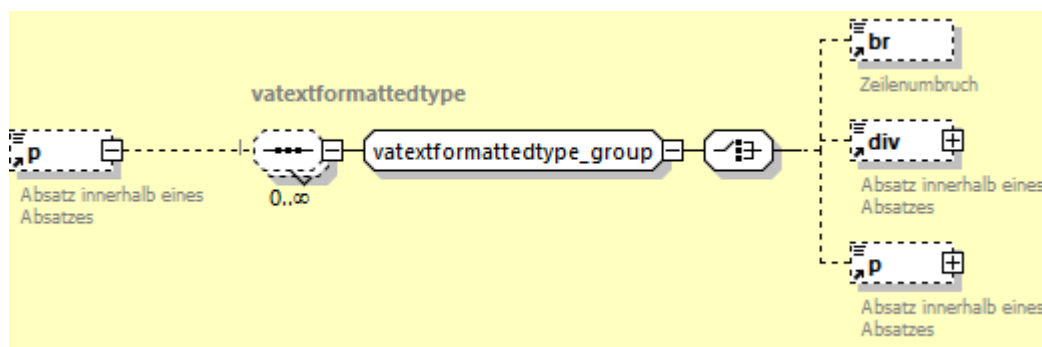 vatextformattedtype
p
Absatz innerhalb eines
Absatzes
0..∞
vatextformattedtype_group
br
Zeilenumbruch
div
Absatz innerhalb eines
Absatzes
p
Absatz innerhalb eines
Absatzes